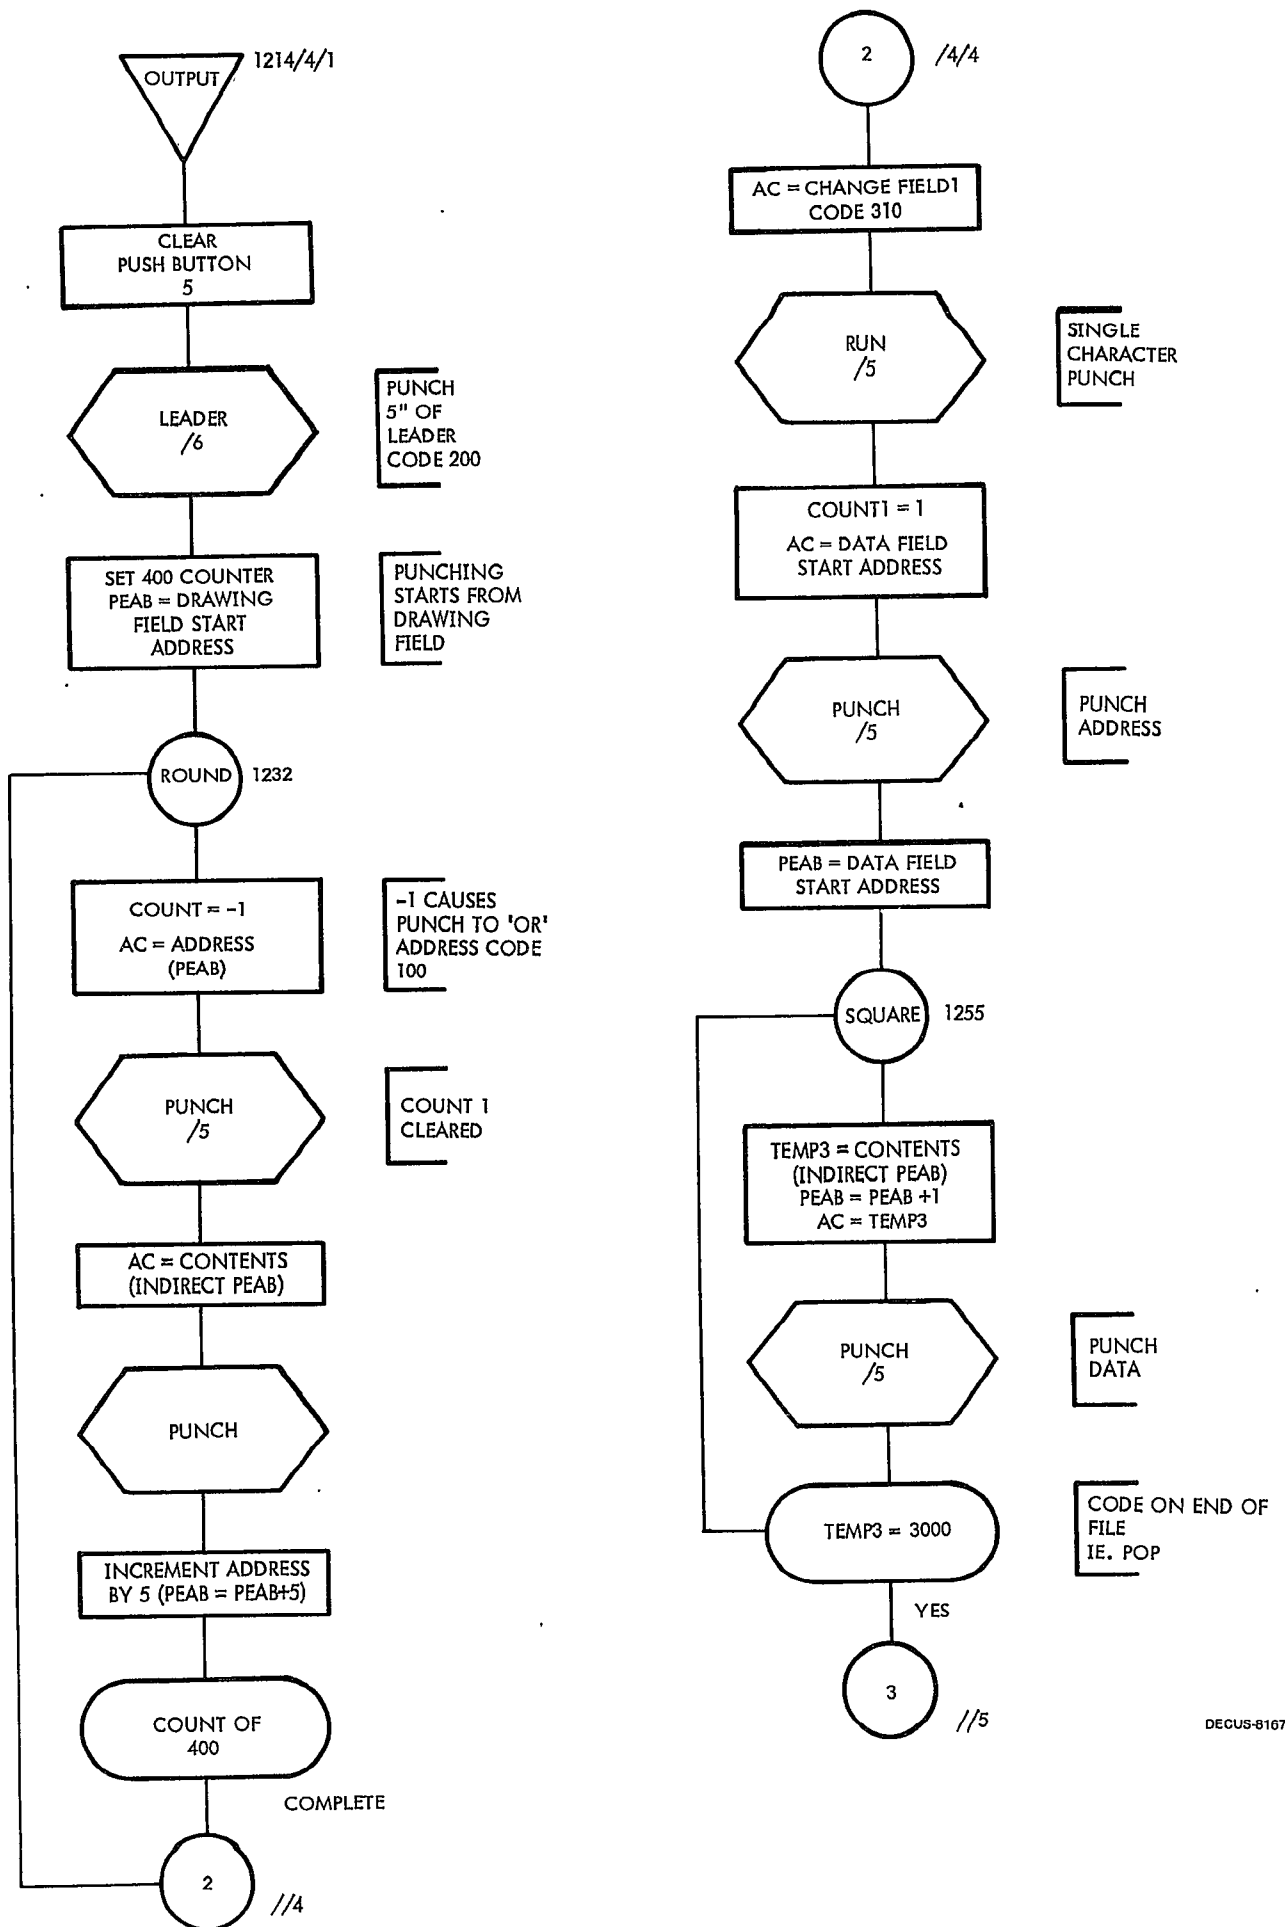 OUTPUT
1214/4/1
CLEAR
PUSH BUTTON
5
LEADER
/6
PUNCH
5" OF
LEADER
CODE 200
SET 400 COUNTER
PEAB = DRAWING
FIELD START
ADDRESS
PUNCHING
STARTS FROM
DRAWING
FIELD
ROUND
1232
COUNT = -1
AC = ADDRESS
(PEAB)
-1 CAUSES
PUNCH TO 'OR'
ADDRESS CODE
100
PUNCH
/5
COUNT 1
CLEARED
AC = CONTENTS
(INDIRECT PEAB)
PUNCH
INCREMENT ADDRESS
BY 5 (PEAB = PEAB+5)
COUNT OF
400
COMPLETE
2
//4
2
/4/4
AC = CHANGE FIELD1
CODE 310
RUN
/5
SINGLE
CHARACTER
PUNCH
COUNT1 = 1
AC = DATA FIELD
START ADDRESS
PUNCH
/5
PUNCH
ADDRESS
PEAB = DATA FIELD
START ADDRESS
SQUARE
1255
TEMP3 = CONTENTS
(INDIRECT PEAB)
PEAB = PEAB +1
AC = TEMP3
PUNCH
/5
PUNCH
DATA
TEMP3 = 3000
CODE ON END OF
FILE
IE. POP
YES
3
//5
DECUS-8167